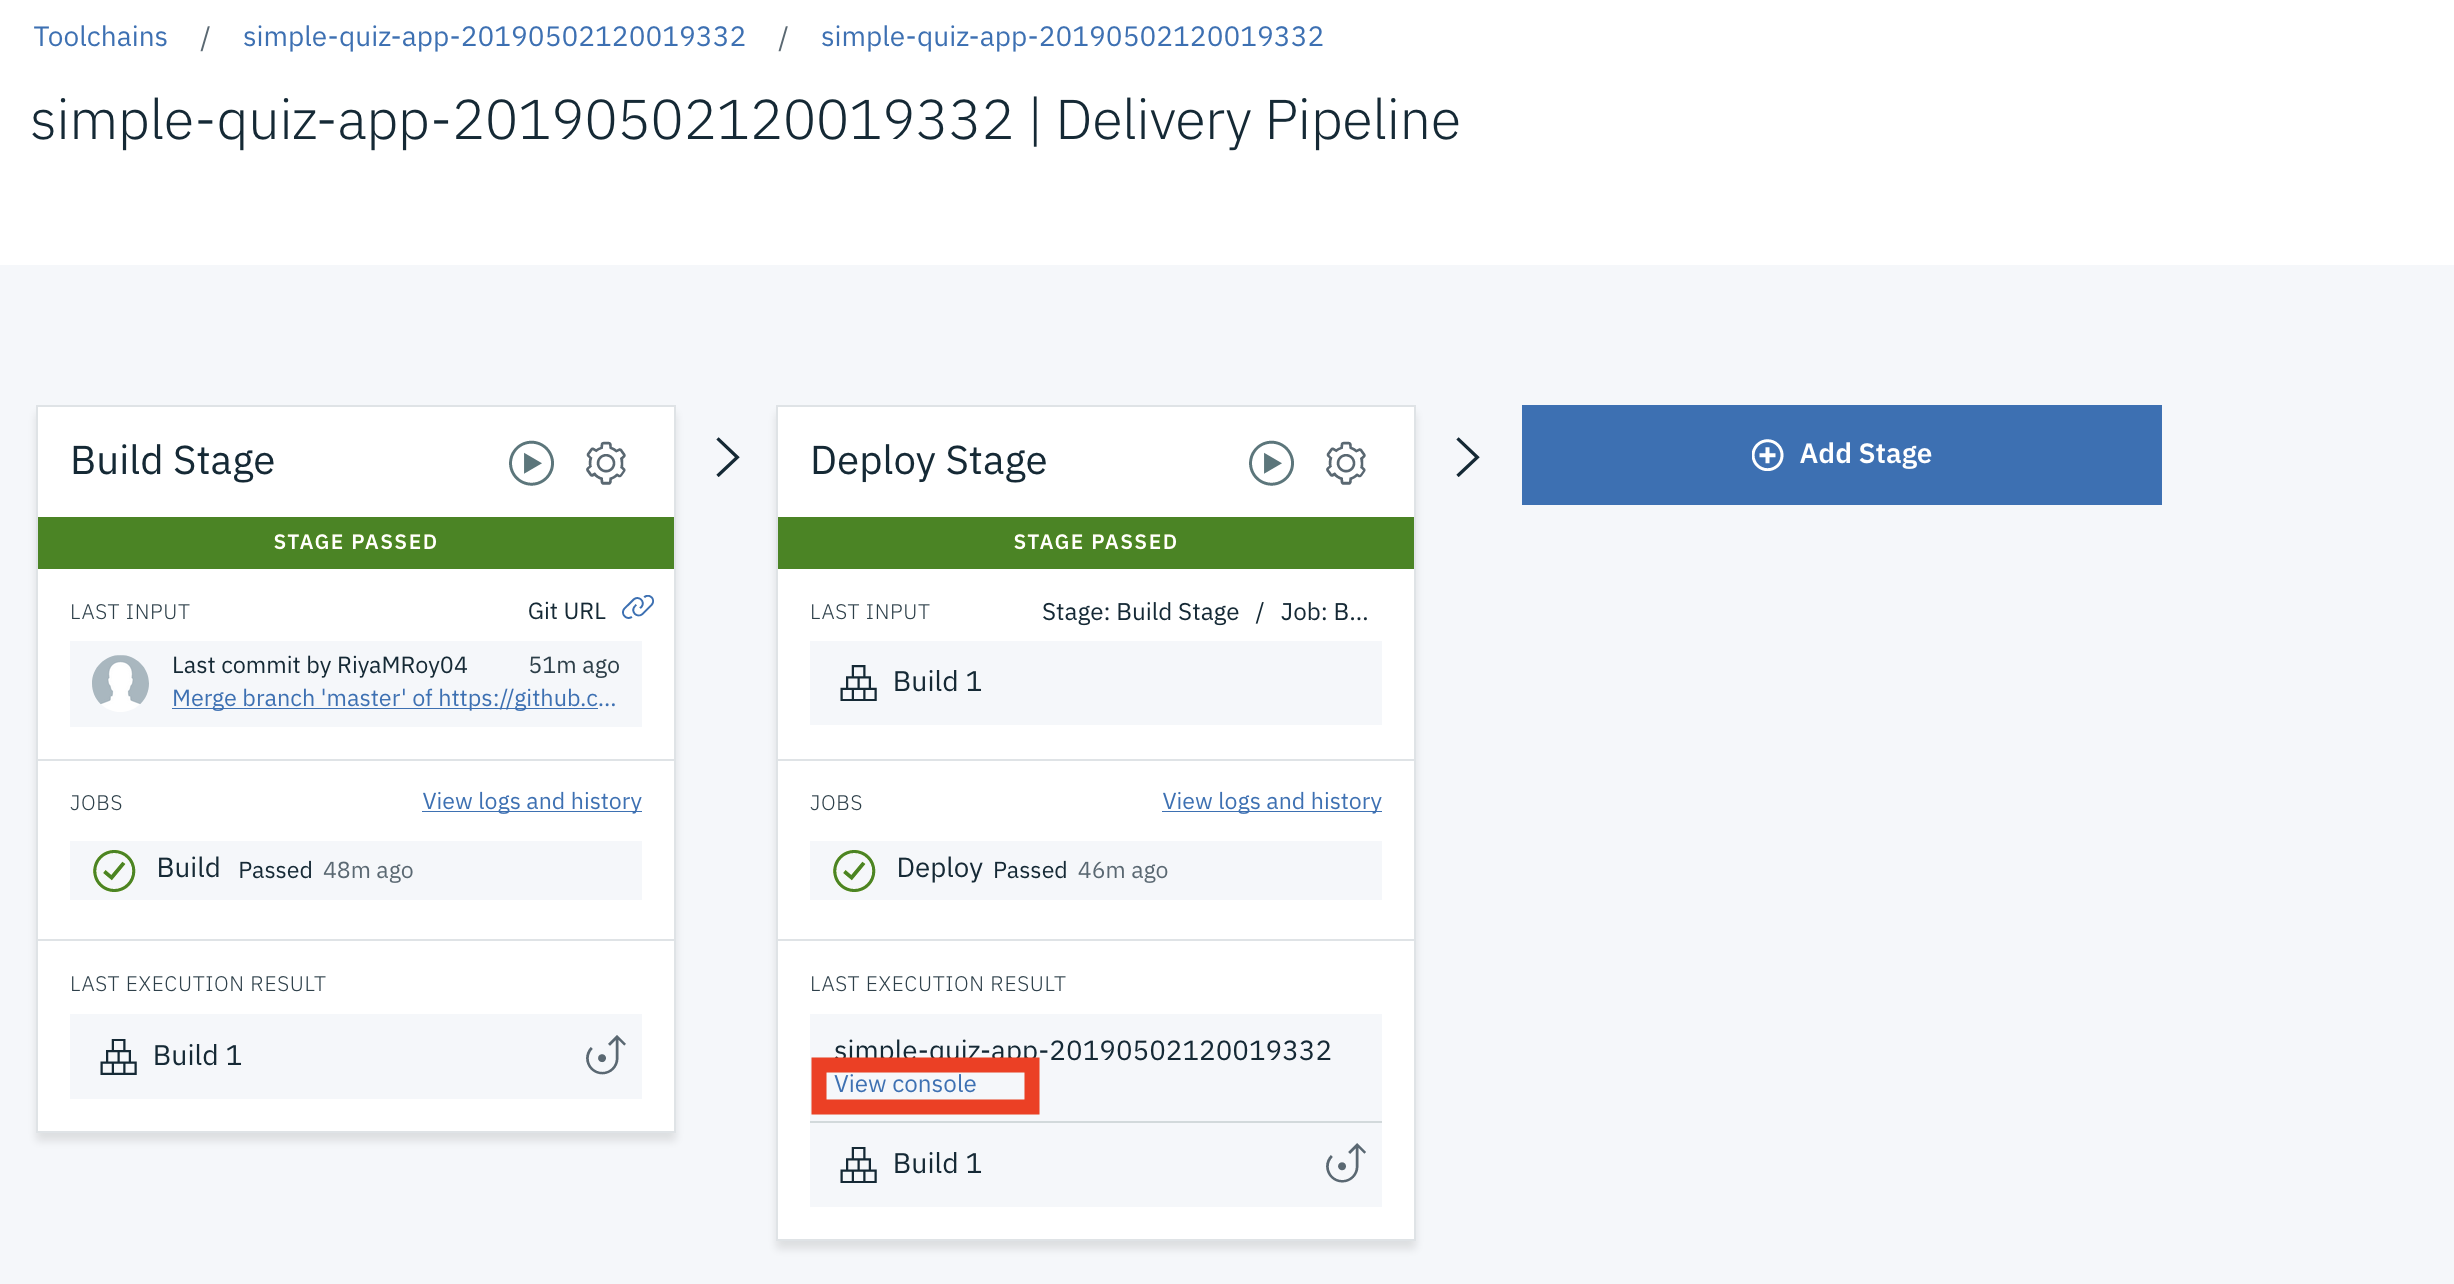 Toolchains / simple-quiz-app-20190502120019332 / simple-quiz-app-20190502120019332
simple-quiz-app-20190502120019332 | Delivery Pipeline
Build Stage
STAGE PASSED
LAST INPUT Git URL
Last commit by RiyaMRoy04 51m ago
Merge branch 'master' of https://github.c...
JOBS View logs and history
Build Passed 48m ago
LAST EXECUTION RESULT
Build 1
Deploy Stage
STAGE PASSED
LAST INPUT Stage: Build Stage / Job: B...
Build 1
JOBS View logs and history
Deploy Passed 46m ago
LAST EXECUTION RESULT
simple-quiz-app-20190502120019332
View console
Build 1
Add Stage